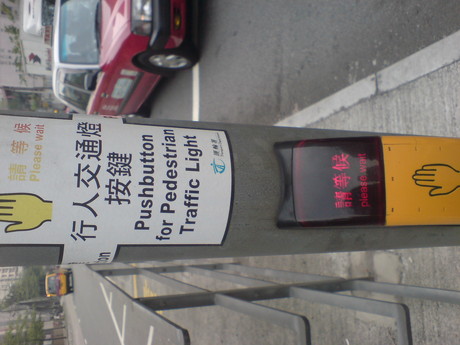 請等候
please wait
行人交通燈
按鍵
Pushbutton
for Pedestrian
Traffic Light
請等候
Please wait